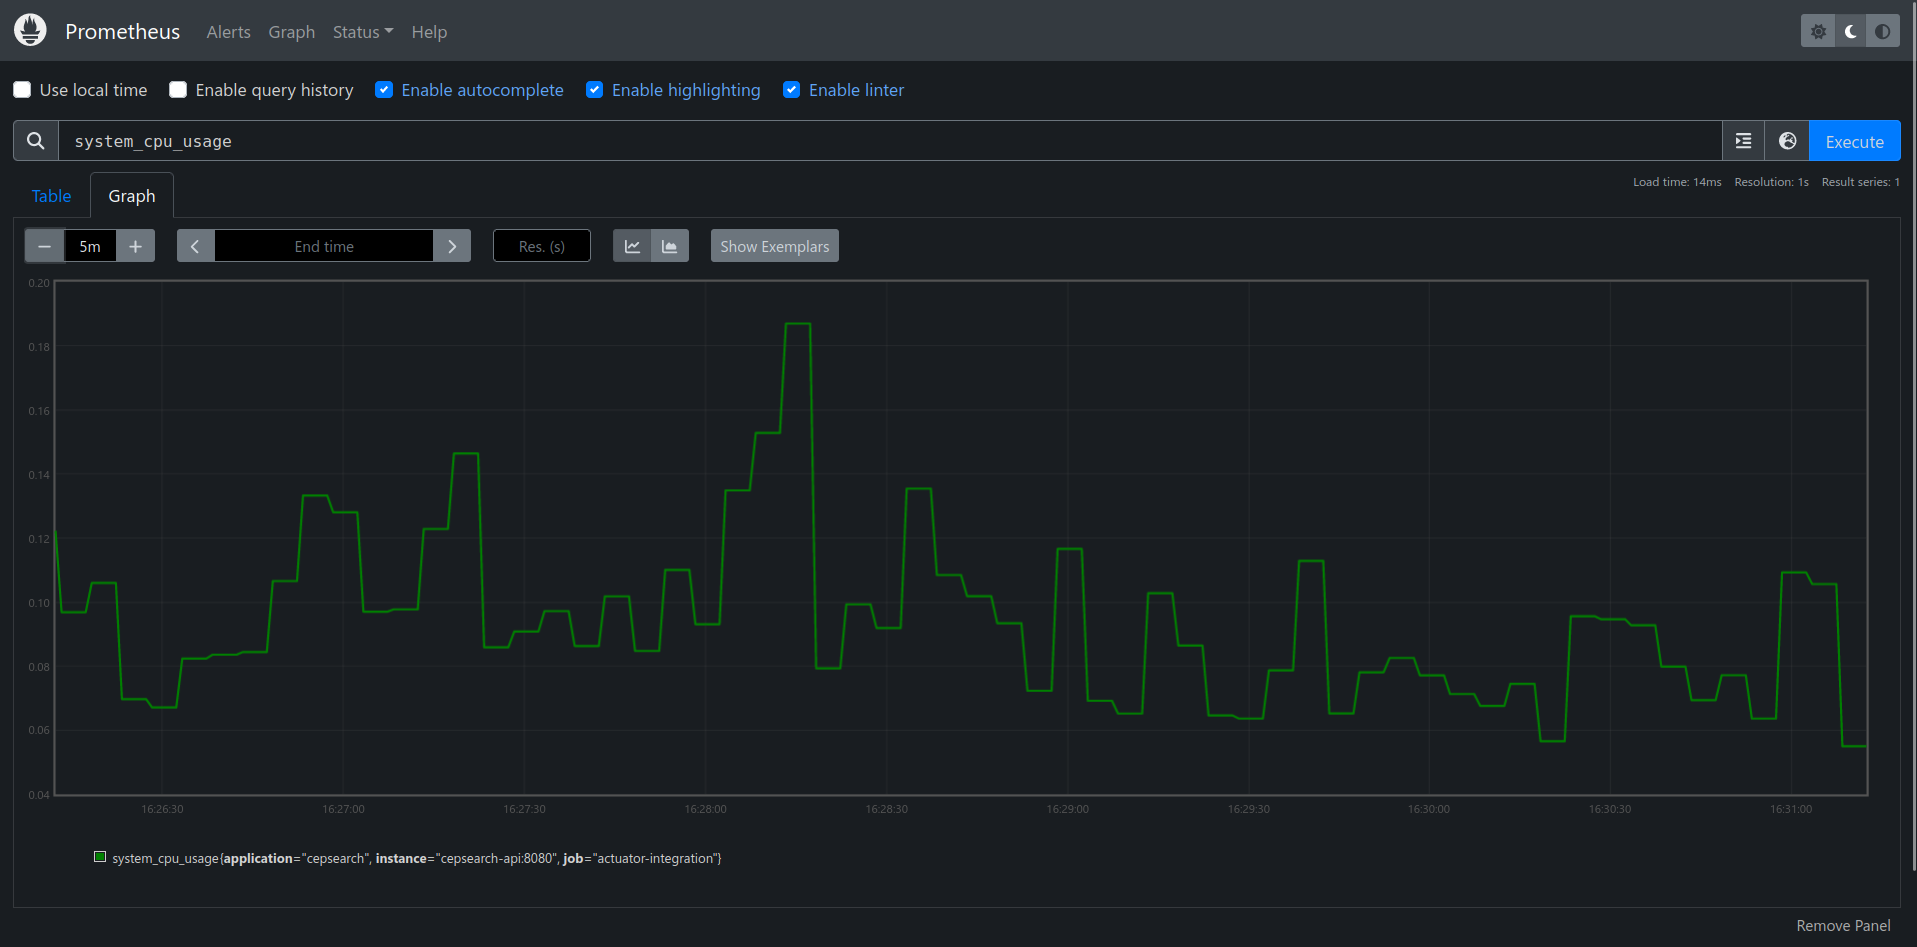 Prometheus Alerts Graph Status Help
Use local time Enable query history Enable autocomplete Enable highlighting Enable linter
system_cpu_usage Execute
Table Graph Load time: 14ms Resolution: 1s Result series: 1
5m End time Res. (s) Show Exemplars
0.20
0.18
0.16
0.14
0.12
0.10
0.08
0.06
0.04
16:26:30 16:27:00 16:27:30 16:28:00 16:28:30 16:29:00 16:29:30 16:30:00 16:30:30 16:31:00
system_cpu_usage{application="cepsearch", instance="cepsearch-api:8080", job="actuator-integration"}
Remove Panel